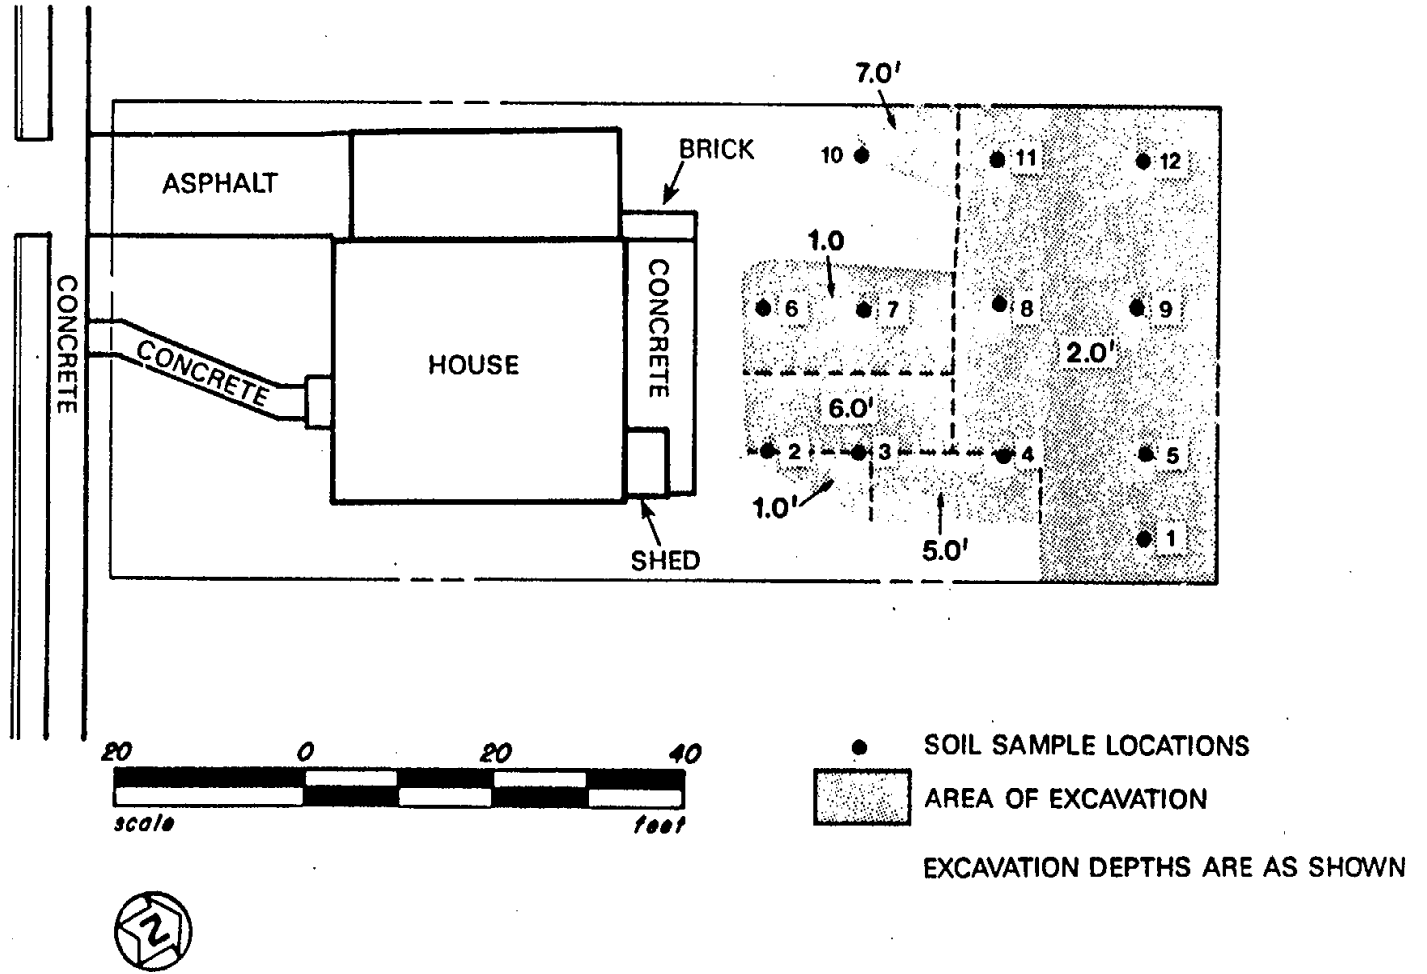 7.0'
BRICK
10
11
12
ASPHALT
1.0
CONCRETE
CONCRETE
6
7
8
9
CONCRETE
HOUSE
2.0'
6.0'
2
3
4
5
1.0'
1
5.0'
SHED
20 0 20 40
scale feet
SOIL SAMPLE LOCATIONS
AREA OF EXCAVATION
EXCAVATION DEPTHS ARE AS SHOWN
N